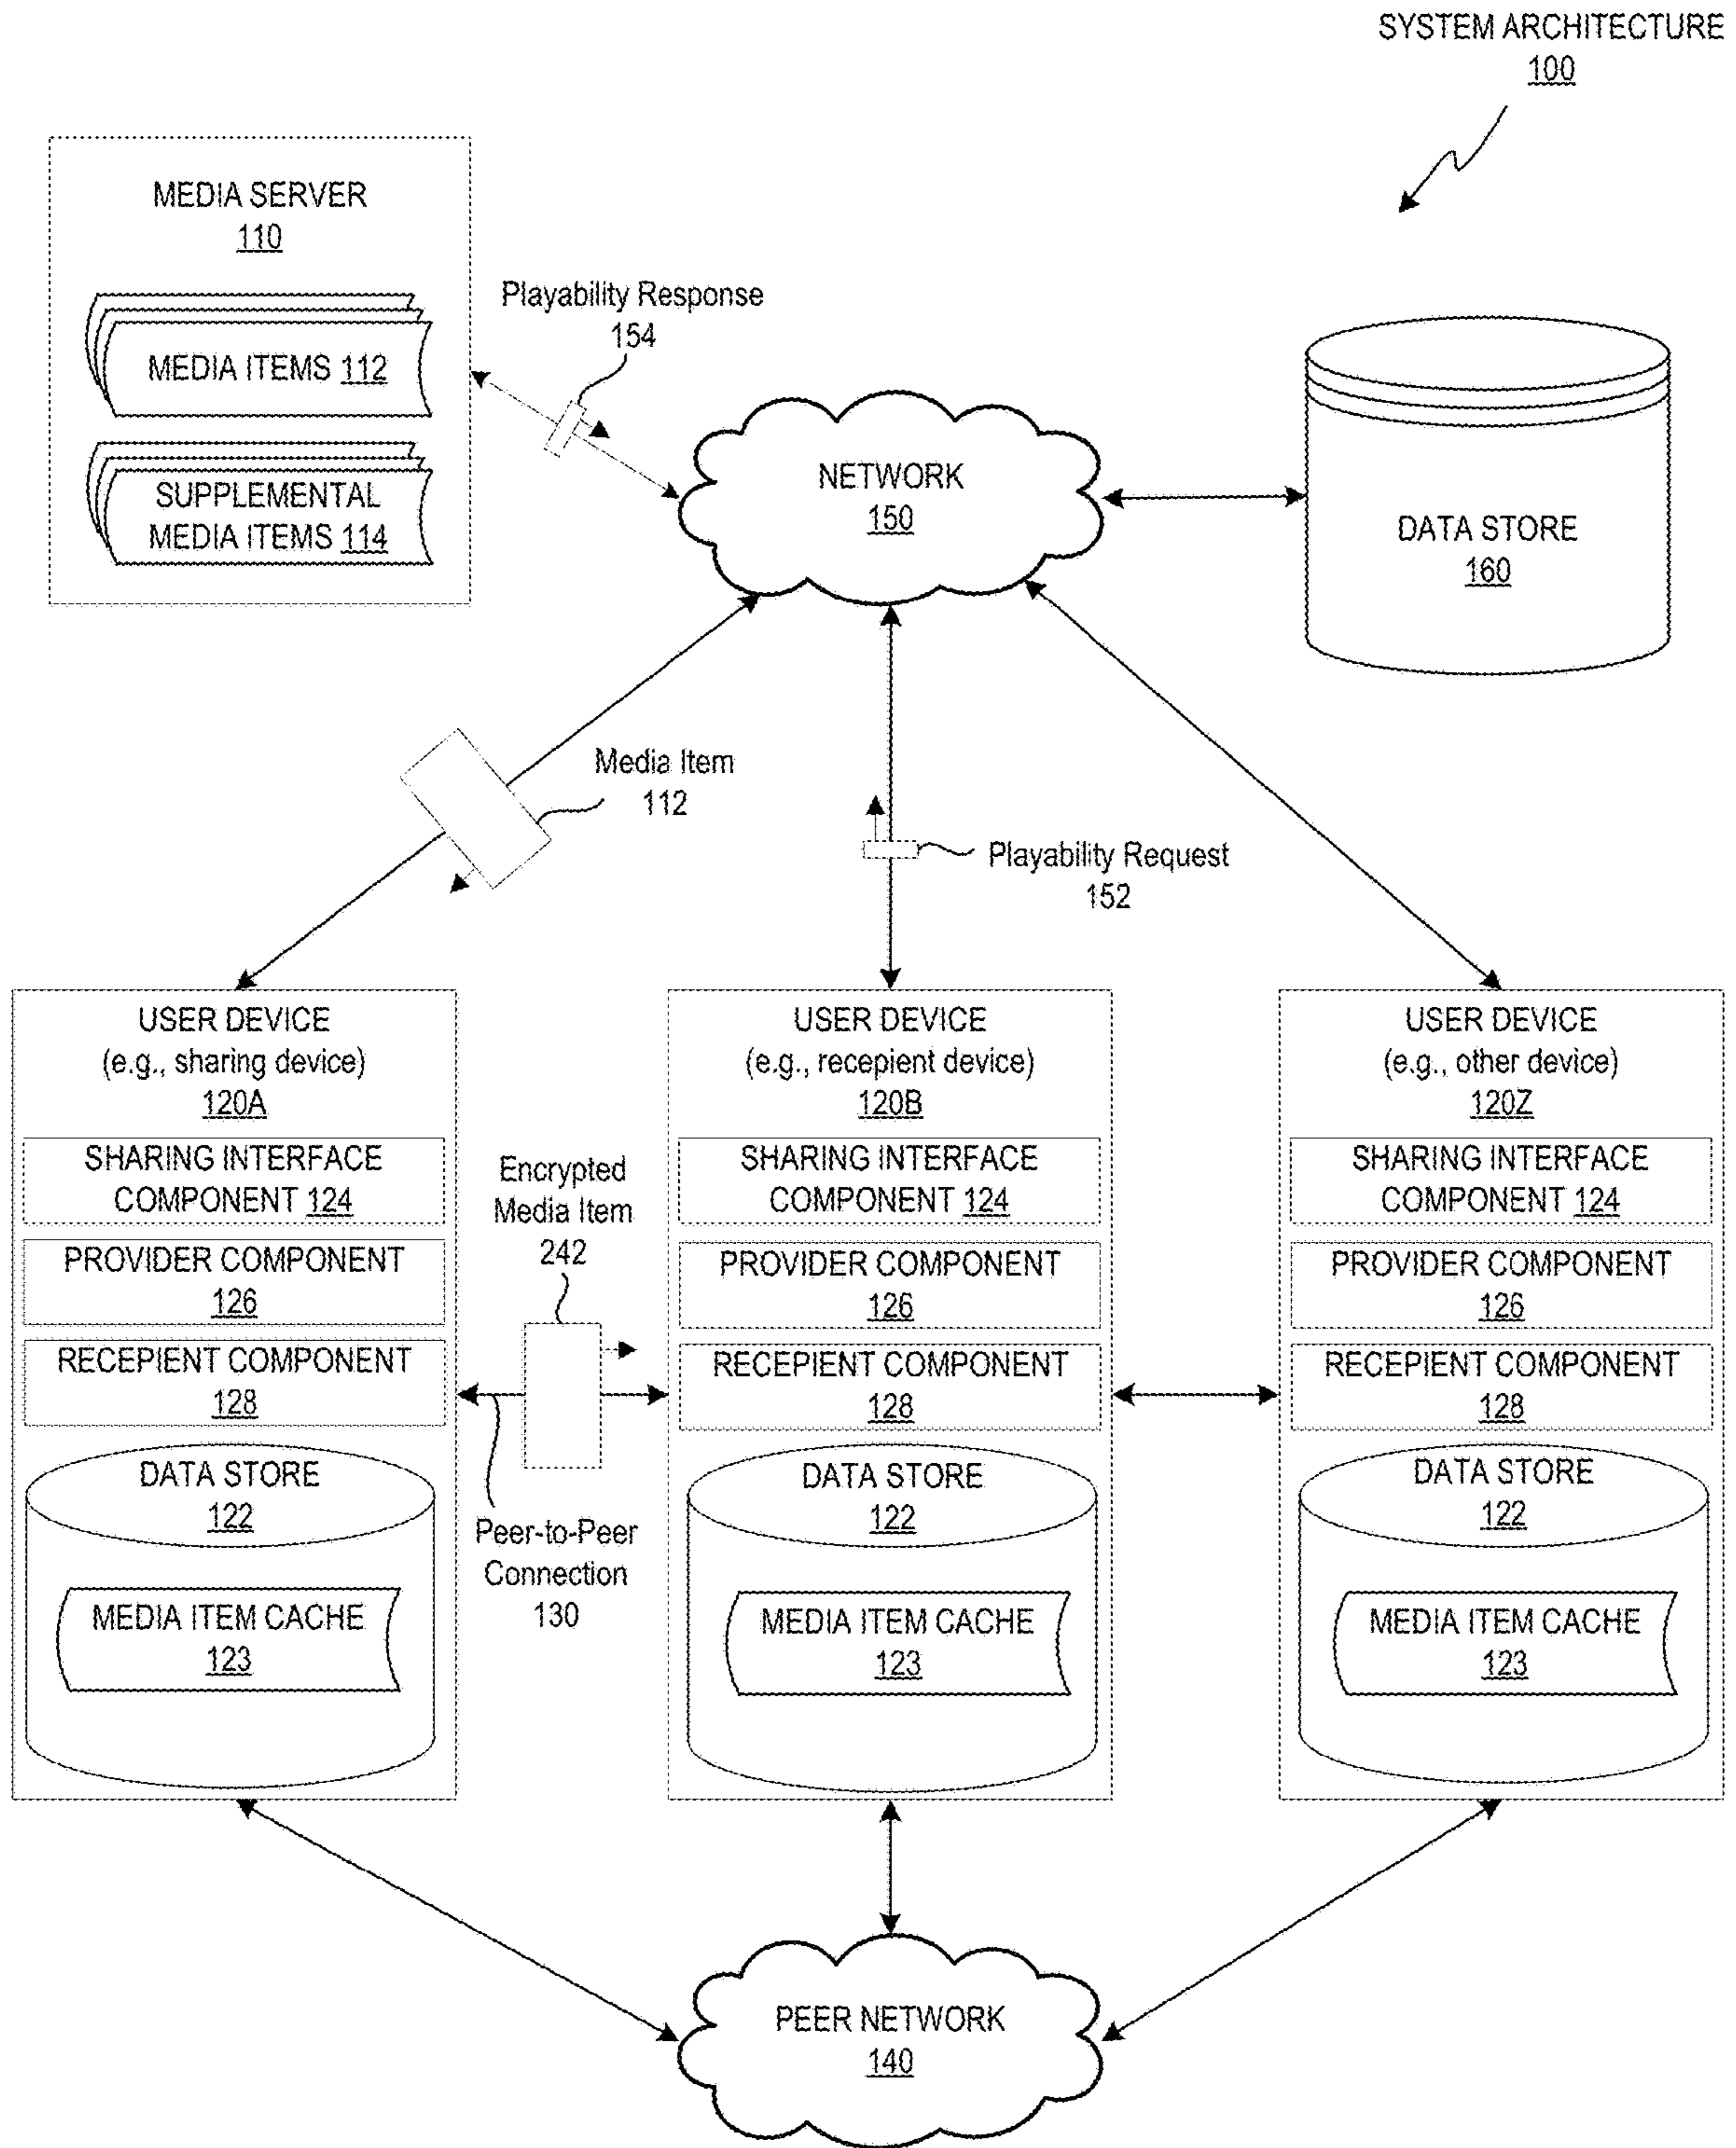 SYSTEM ARCHITECTURE
100
MEDIA SERVER
110
MEDIA ITEMS 112
SUPPLEMENTAL
MEDIA ITEMS 114
Playability Response
154
NETWORK
150
DATA STORE
160
Media Item
112
Playability Request
152
USER DEVICE
(e.g., sharing device)
120A
SHARING INTERFACE
COMPONENT 124
PROVIDER COMPONENT
126
RECEPIENT COMPONENT
128
DATA STORE
122
MEDIA ITEM CACHE
123
Encrypted
Media Item
242
Peer-to-Peer
Connection
130
USER DEVICE
(e.g., recepient device)
120B
SHARING INTERFACE
COMPONENT 124
PROVIDER COMPONENT
126
RECEPIENT COMPONENT
128
DATA STORE
122
MEDIA ITEM CACHE
123
USER DEVICE
(e.g., other device)
120Z
SHARING INTERFACE
COMPONENT 124
PROVIDER COMPONENT
126
RECEPIENT COMPONENT
128
DATA STORE
122
MEDIA ITEM CACHE
123
PEER NETWORK
140